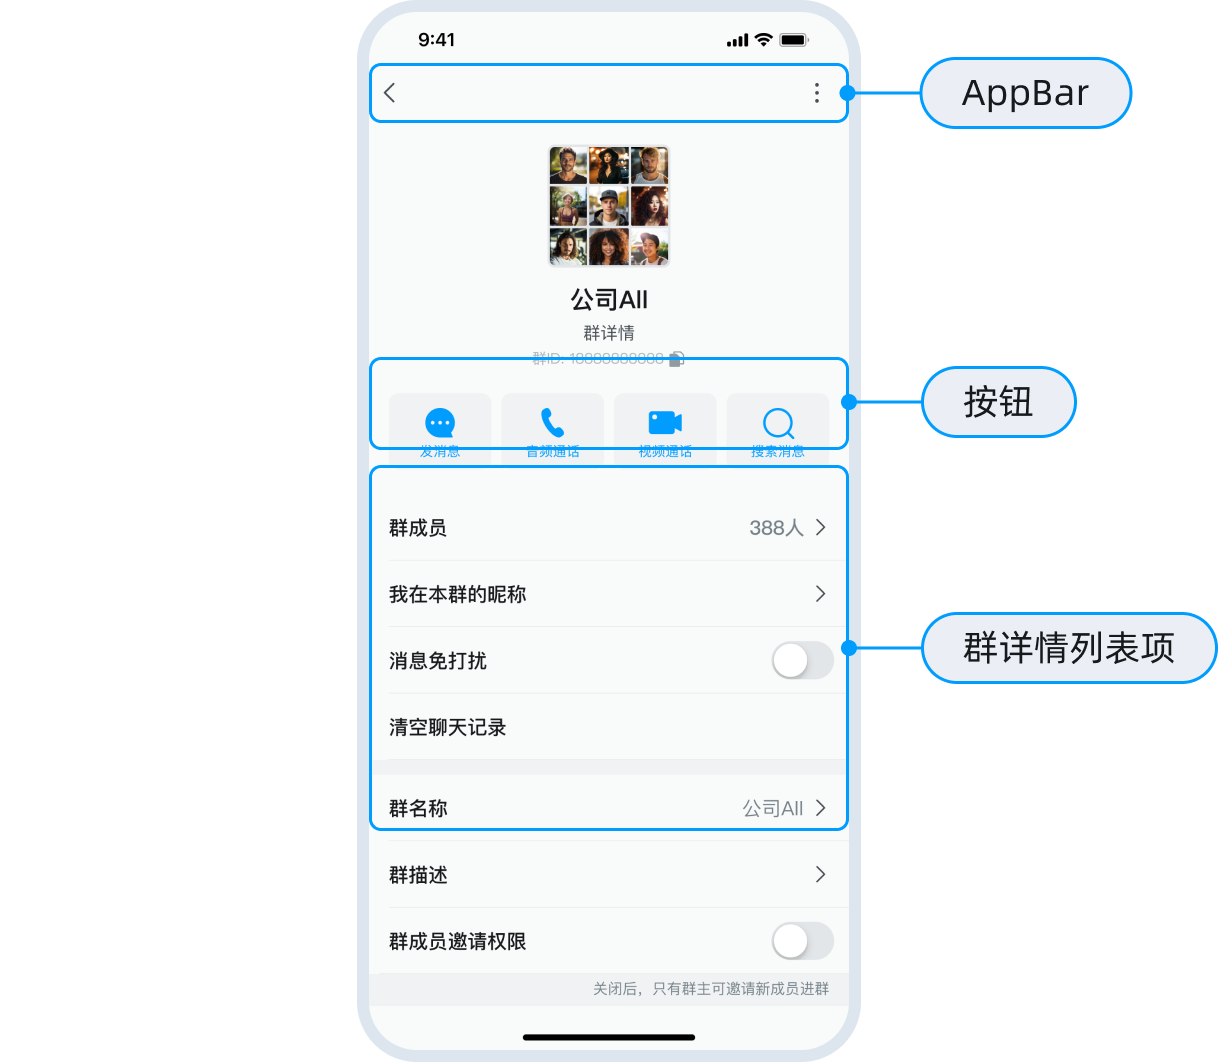 9:41
AppBar
公司All
群详情
群ID: 18888888888
按钮
发消息
音频通话
视频通话
搜索消息
群成员
388人
我在本群的昵称
消息免打扰
群详情列表项
清空聊天记录
群名称
公司All
群描述
群成员邀请权限
关闭后，只有群主可邀请新成员进群